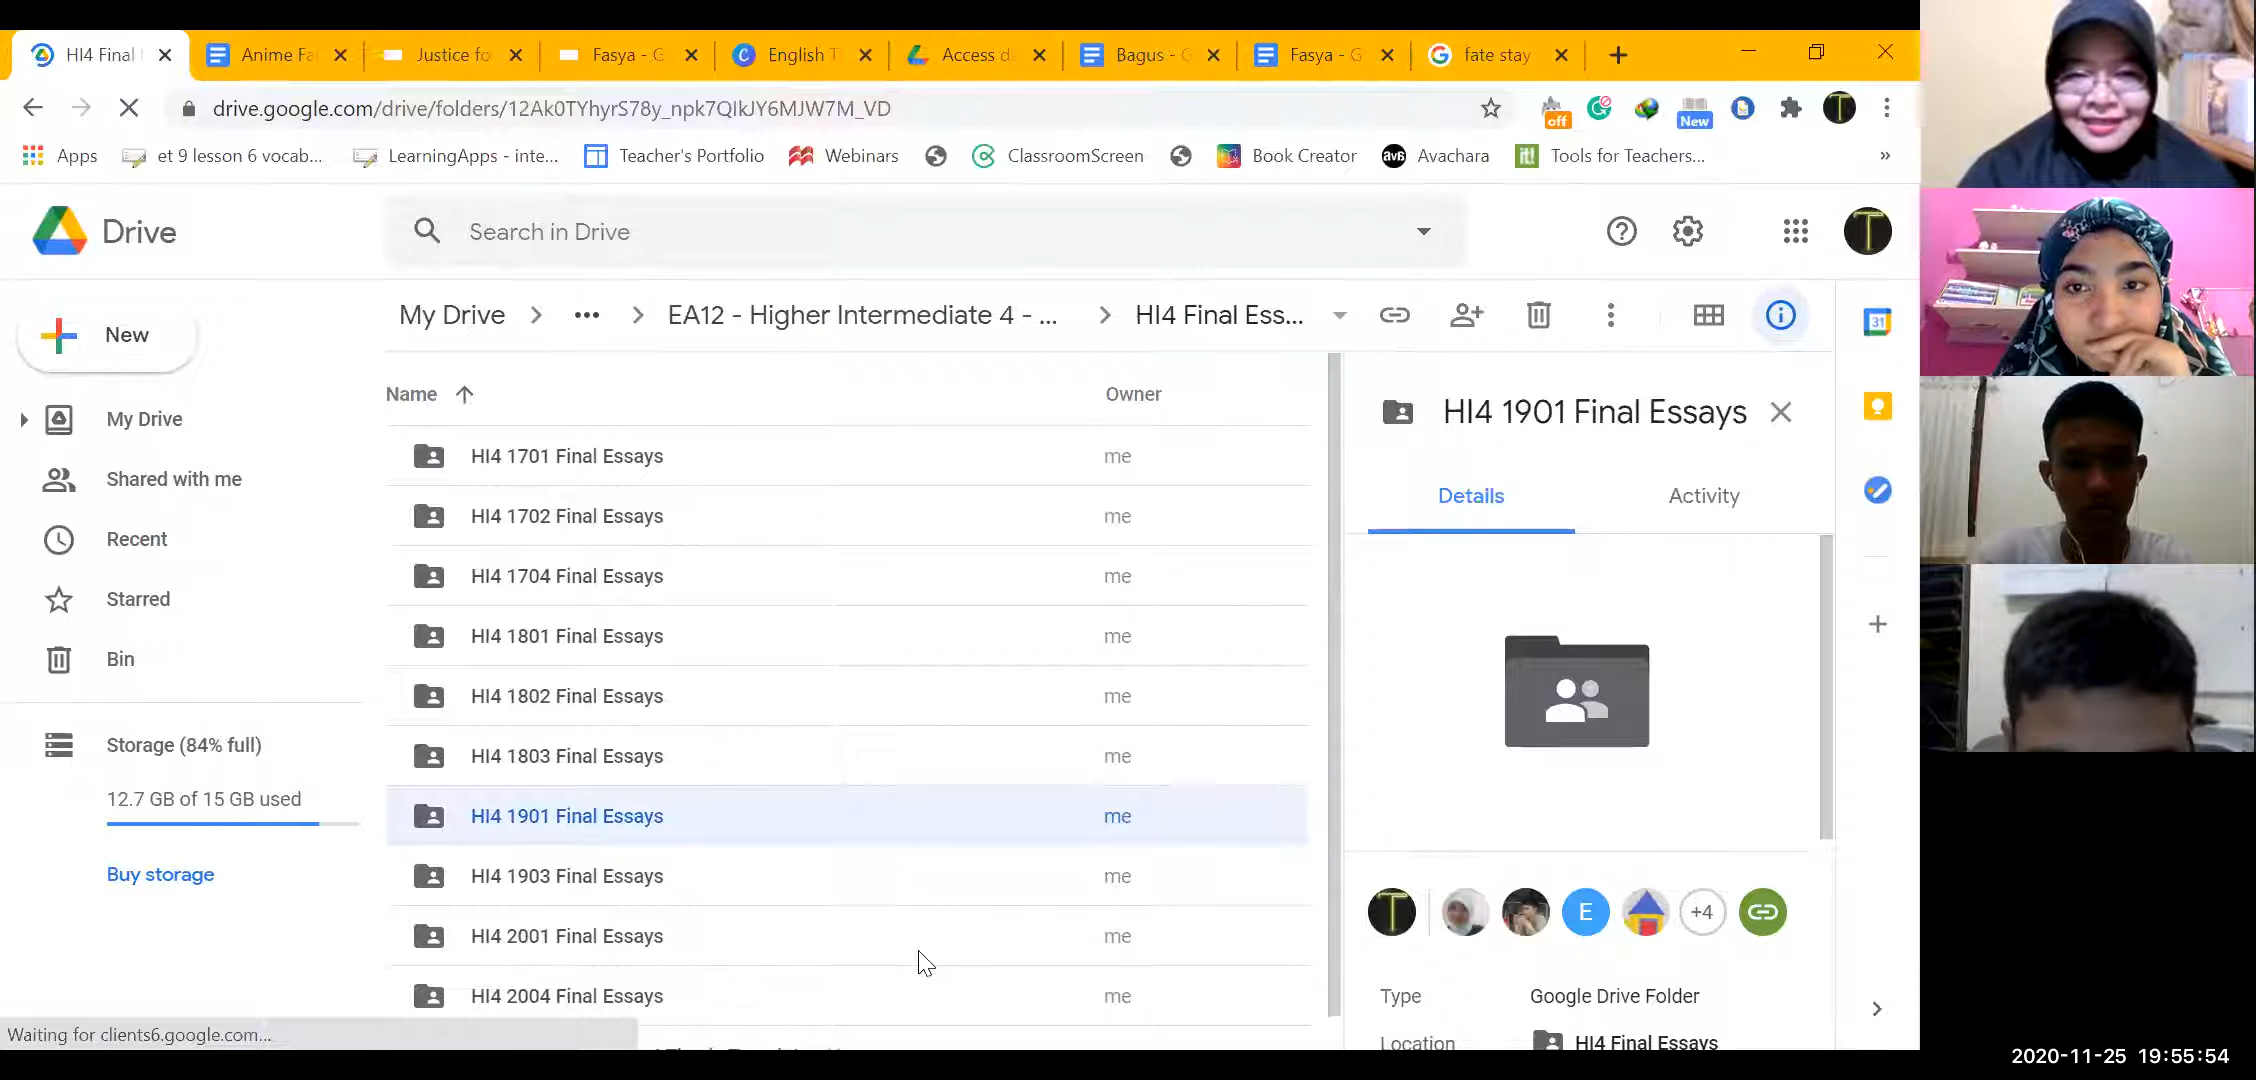 HI4 Final
Anime Fa
Justice fo
Fasya - G
English T
Access d
Bagus - G
Fasya - G
fate stay
drive.google.com/drive/folders/12Ak0TYhyrS78y_npk7QIkJY6MJW7M_VD
off
New
T
Apps
et 9 lesson 6 vocab...
LearningApps - inte...
Teacher's Portfolio
Webinars
ClassroomScreen
Book Creator
Avachara
Tools for Teachers...
»
Drive
Search in Drive
T
New
My Drive
EA12 - Higher Intermediate 4 - ...
HI4 Final Ess...
31
My Drive
Shared with me
Recent
Starred
Bin
Storage (84% full)
12.7 GB of 15 GB used
Buy storage
Name
Owner
HI4 1701 Final Essays me
HI4 1702 Final Essays me
HI4 1704 Final Essays me
HI4 1801 Final Essays me
HI4 1802 Final Essays me
HI4 1803 Final Essays me
HI4 1901 Final Essays me
HI4 1903 Final Essays me
HI4 2001 Final Essays me
HI4 2004 Final Essays me
HI4 1901 Final Essays
Details
Activity
T
E
+4
Type Google Drive Folder
Location HI4 Final Essays
Waiting for clients6.google.com...
2020-11-25 19:55:54